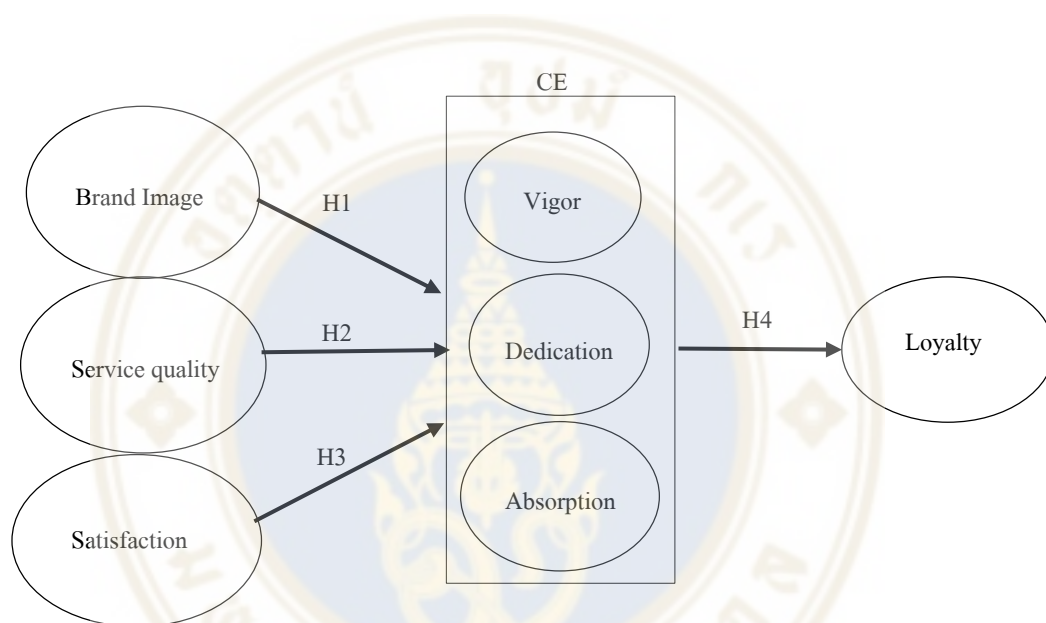 CE
Brand Image
H1
Vigor
Service quality
H2
Dedication
H4
Loyalty
Satisfaction
H3
Absorption